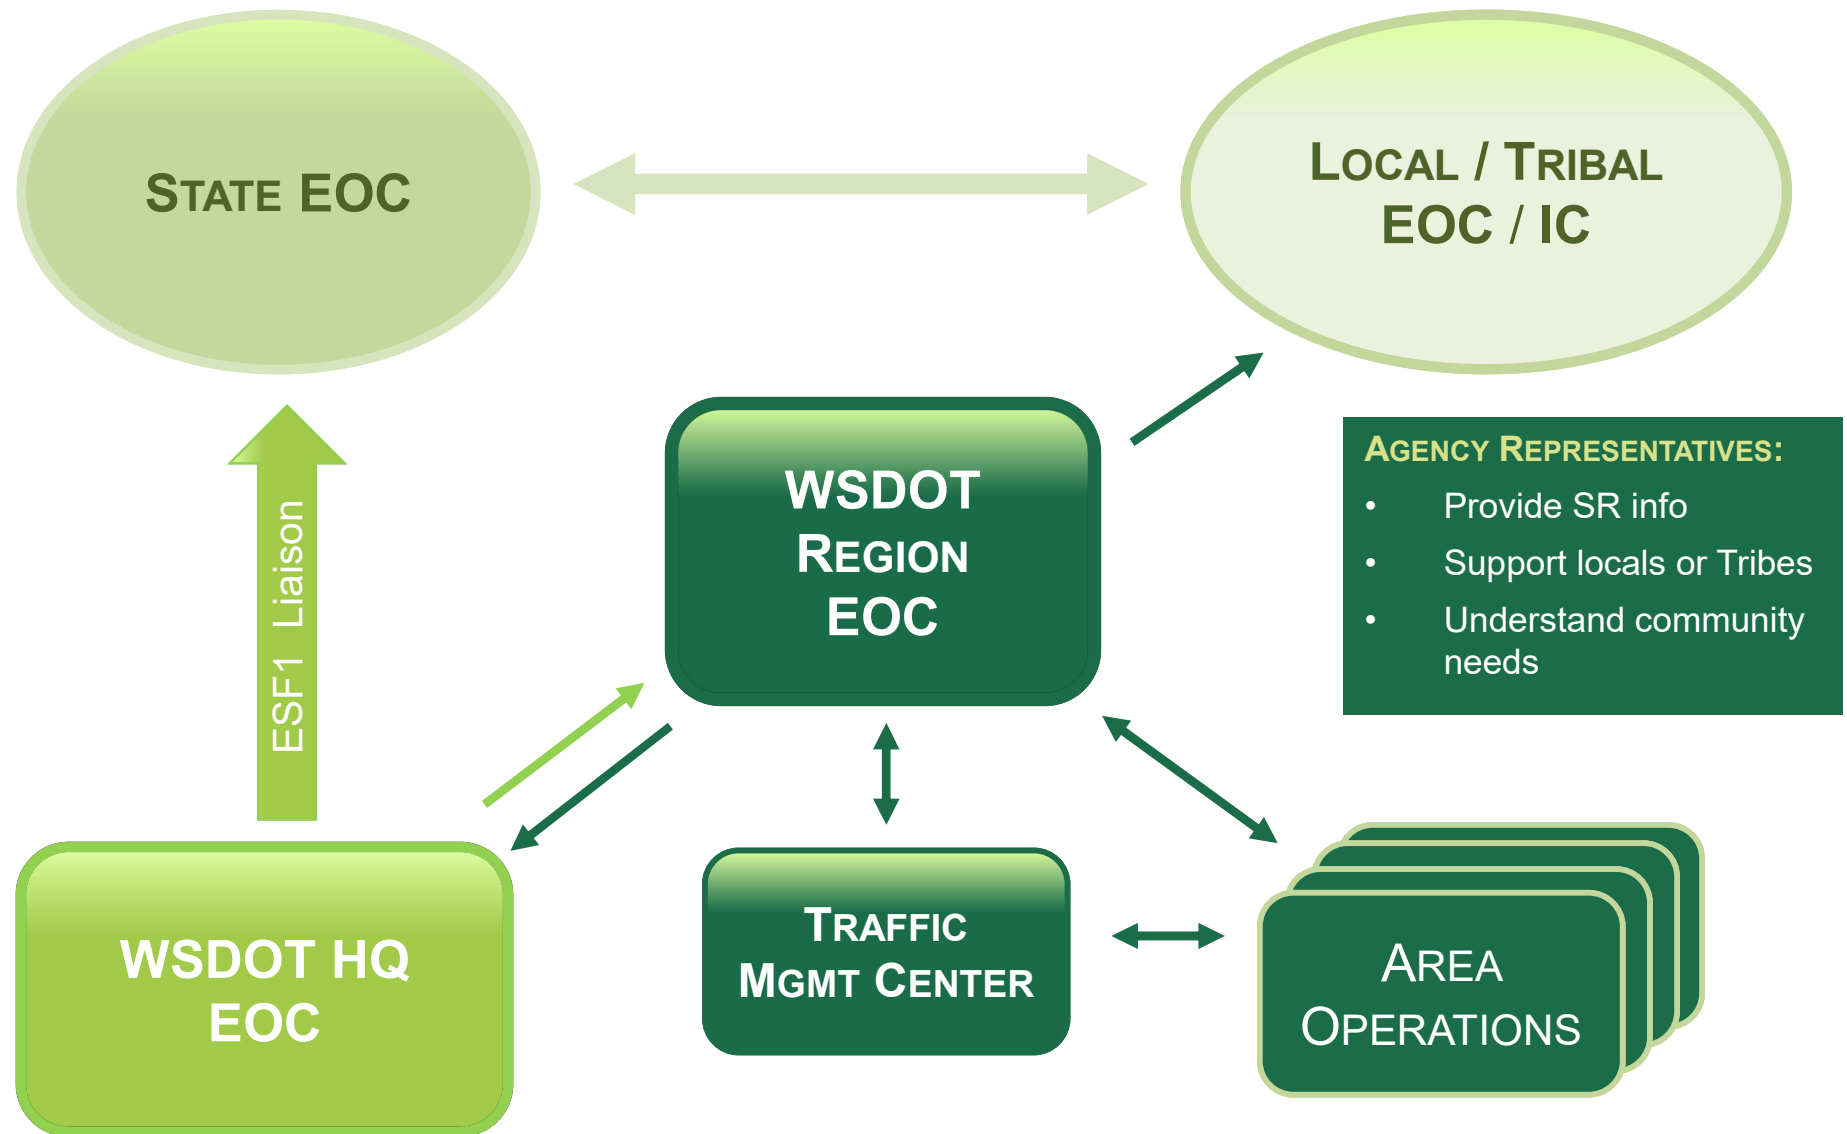 STATE EOC
LOCAL / TRIBAL
EOC / IC
WSDOT
REGION
EOC
AGENCY REPRESENTATIVES:
• Provide SR info
• Support locals or Tribes
• Understand community
needs
ESF1 Liaison
WSDOT HQ
EOC
TRAFFIC
MGMT CENTER
AREA
OPERATIONS